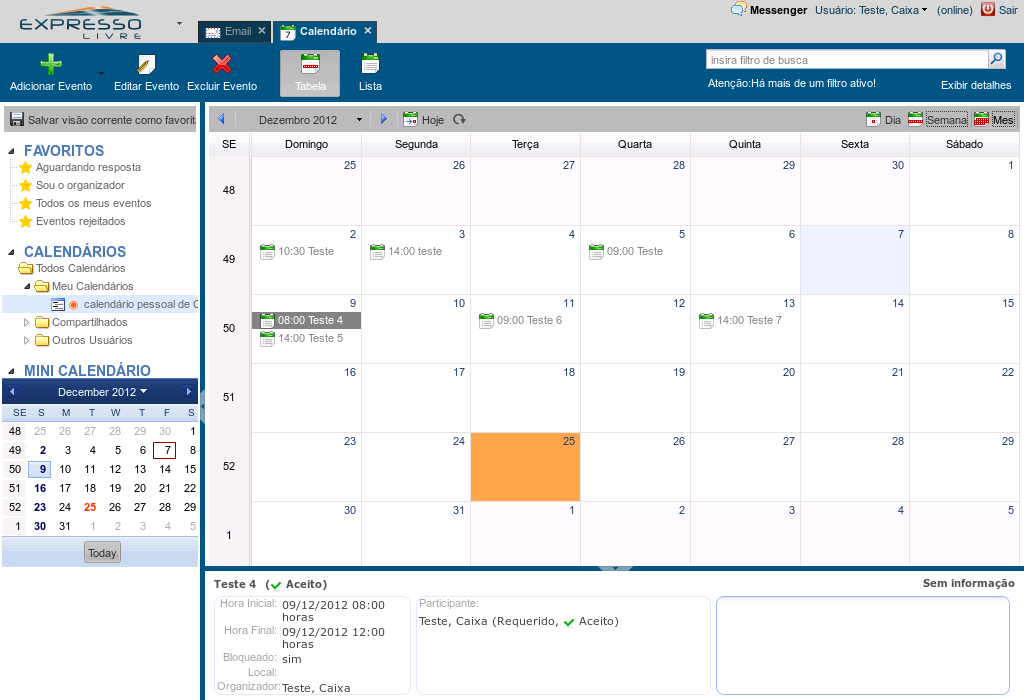 EXPRESSO
LIVRE
Email
Calendário
Messenger Usuário: Teste, Caixa (online) Sair
Adicionar Evento Editar Evento Excluir Evento Tabela Lista
insira filtro de busca
Atenção:Há mais de um filtro ativo! Exibir detalhes
Salvar visão corrente como favorit
Dezembro 2012 Hoje Dia Semana Mes
FAVORITOS
Aguardando resposta
Sou o organizador
Todos os meus eventos
Eventos rejeitados
CALENDÁRIOS
Todos Calendários
Meu Calendários
calendário pessoal de C
Compartilhados
Outros Usuários
MINI CALENDÁRIO
December 2012
SE S M T W T F S
48 25 26 27 28 29 30 1
49 2 3 4 5 6 7 8
50 9 10 11 12 13 14 15
51 16 17 18 19 20 21 22
52 23 24 25 26 27 28 29
1 30 31 1 2 3 4 5
Today
SE Domingo Segunda Terça Quarta Quinta Sexta Sábado
25 26 27 28 29 30 1
48
2 3 4 5 6 7 8
10:30 Teste 14:00 teste 09:00 Teste
49
9 10 11 12 13 14 15
08:00 Teste 4 09:00 Teste 6 14:00 Teste 7
50
14:00 Teste 5
16 17 18 19 20 21 22
51
23 24 25 26 27 28 29
52
30 31 1 2 3 4 5
1
Teste 4 ( Aceito) Sem informação
Hora Inicial: 09/12/2012 08:00
horas
Hora Final: 09/12/2012 12:00
horas
Bloqueado: sim
Local:
Organizador: Teste, Caixa
Participante:
Teste, Caixa (Requerido, Aceito)